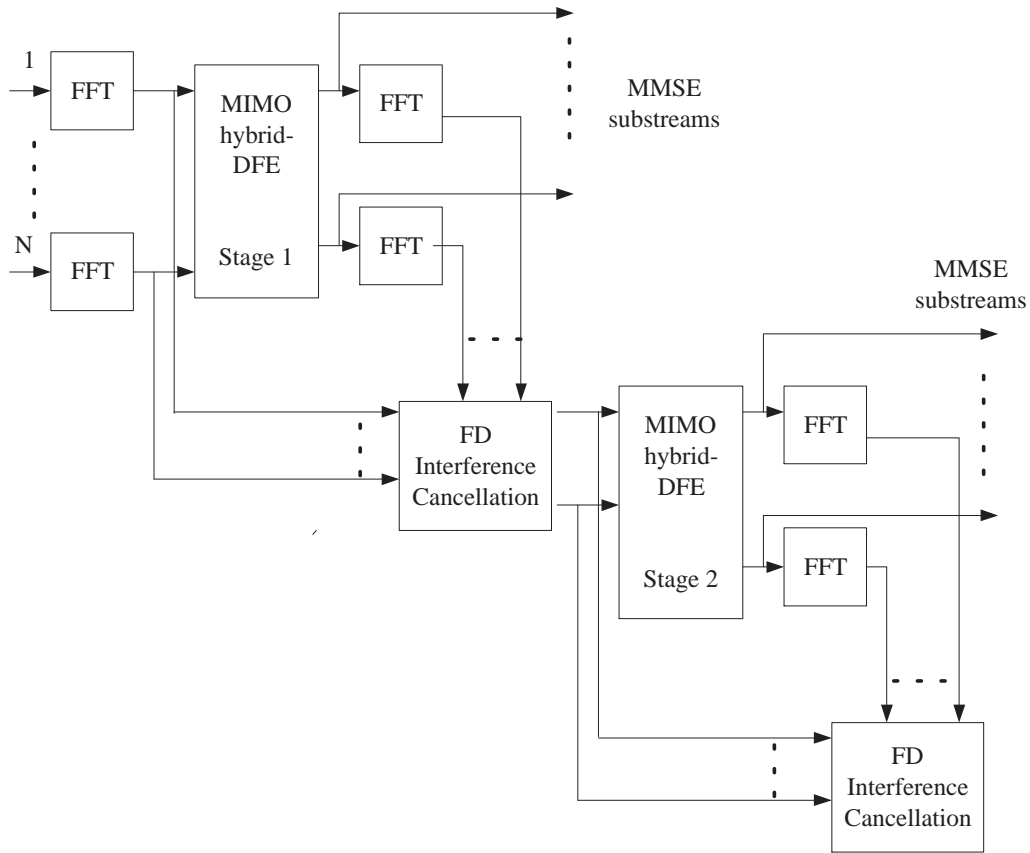 1
FFT
MIMO
hybrid-
DFE
Stage 1
FFT
MMSE
substreams
N
FFT
FFT
FD
Interference
Cancellation
MMSE
substreams
MIMO
hybrid-
DFE
Stage 2
FFT
FFT
FD
Interference
Cancellation